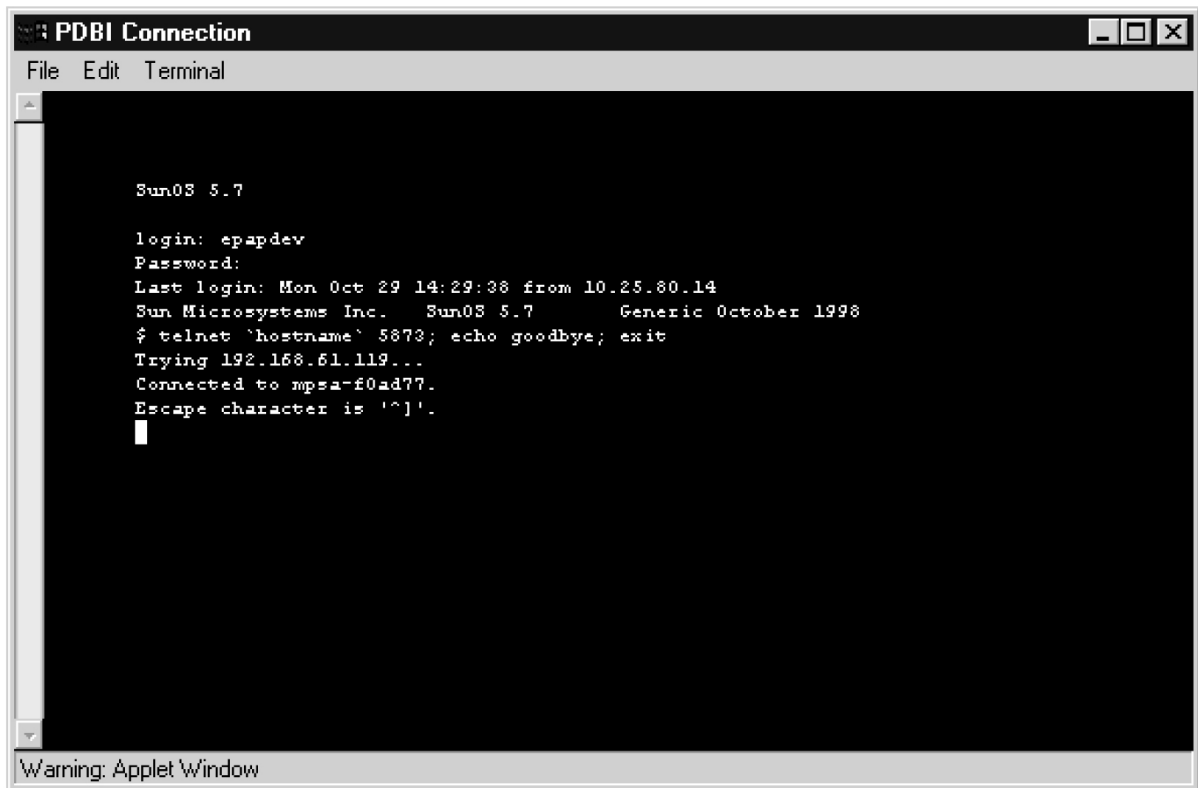 PDBI Connection
File Edit Terminal
SunOS 5.7
login: epapdev
Password:
Last login: Mon Oct 29 14:29:38 from 10.25.80.14
Sun Microsystems Inc. SunOS 5.7 Generic October 1998
$ telnet `hostname` 5873; echo goodbye; exit
Trying 192.168.61.119...
Connected to mpsa-f0ad77.
Escape character is '^]'.
Warning: Applet Window